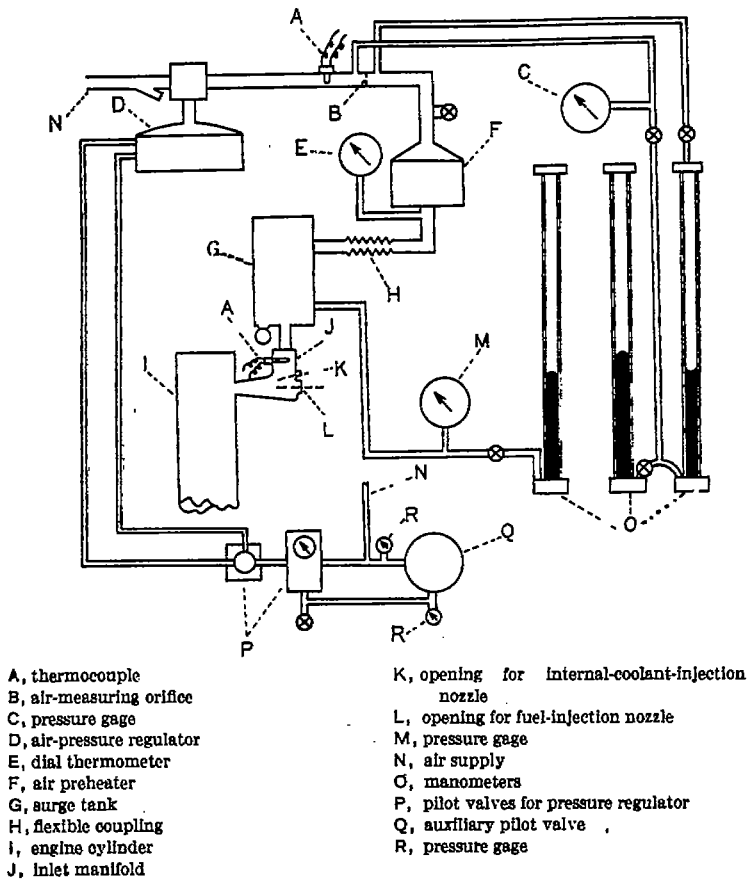 A
B
C
N
D
E
F
G
H
A
J
I
K
L
M
N
O
R
Q
P
R
A, thermocouple
B, air-measuring orifice
C, pressure gage
D, air-pressure regulator
E, dial thermometer
F, air preheater
G, surge tank
H, flexible coupling
I, engine cylinder
J, inlet manifold
K, opening for internal-coolant-injection
nozzle
L, opening for fuel-injection nozzle
M, pressure gage
N, air supply
O, manometers
P, pilot valves for pressure regulator
Q, auxiliary pilot valve
R, pressure gage